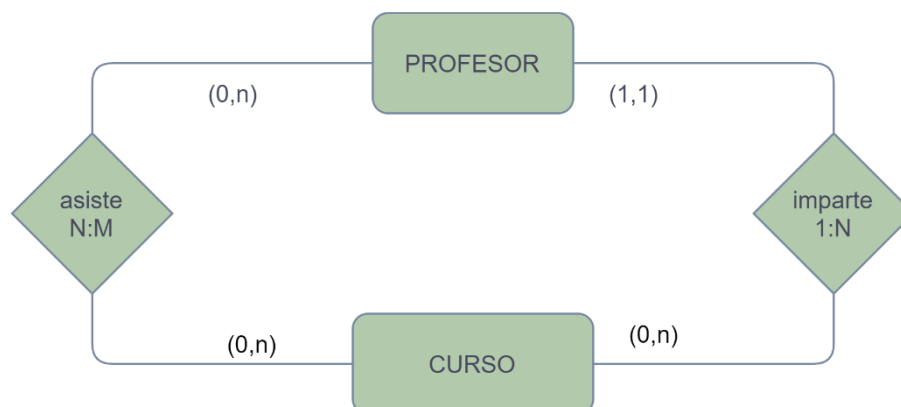 PROFESOR
(0,n)
(1,1)
asiste
N:M
imparte
1:N
(0,n)
(0,n)
CURSO